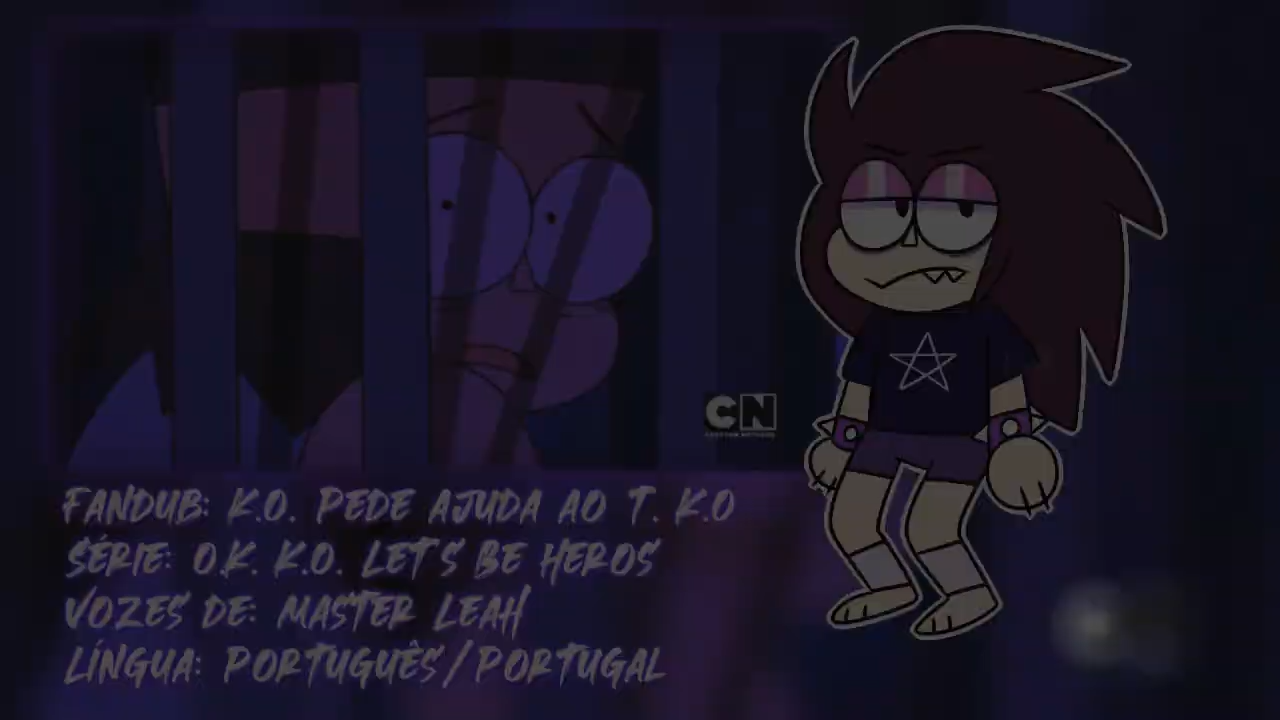 CN
FANDUB: K.O. PEDE AJUDA AO T. K.O
SÉRIE: O.K. K.O. LET'S BE HEROS
VOZES DE: MASTER LEAH
LÍNGUA: PORTUGUÊS/PORTUGAL